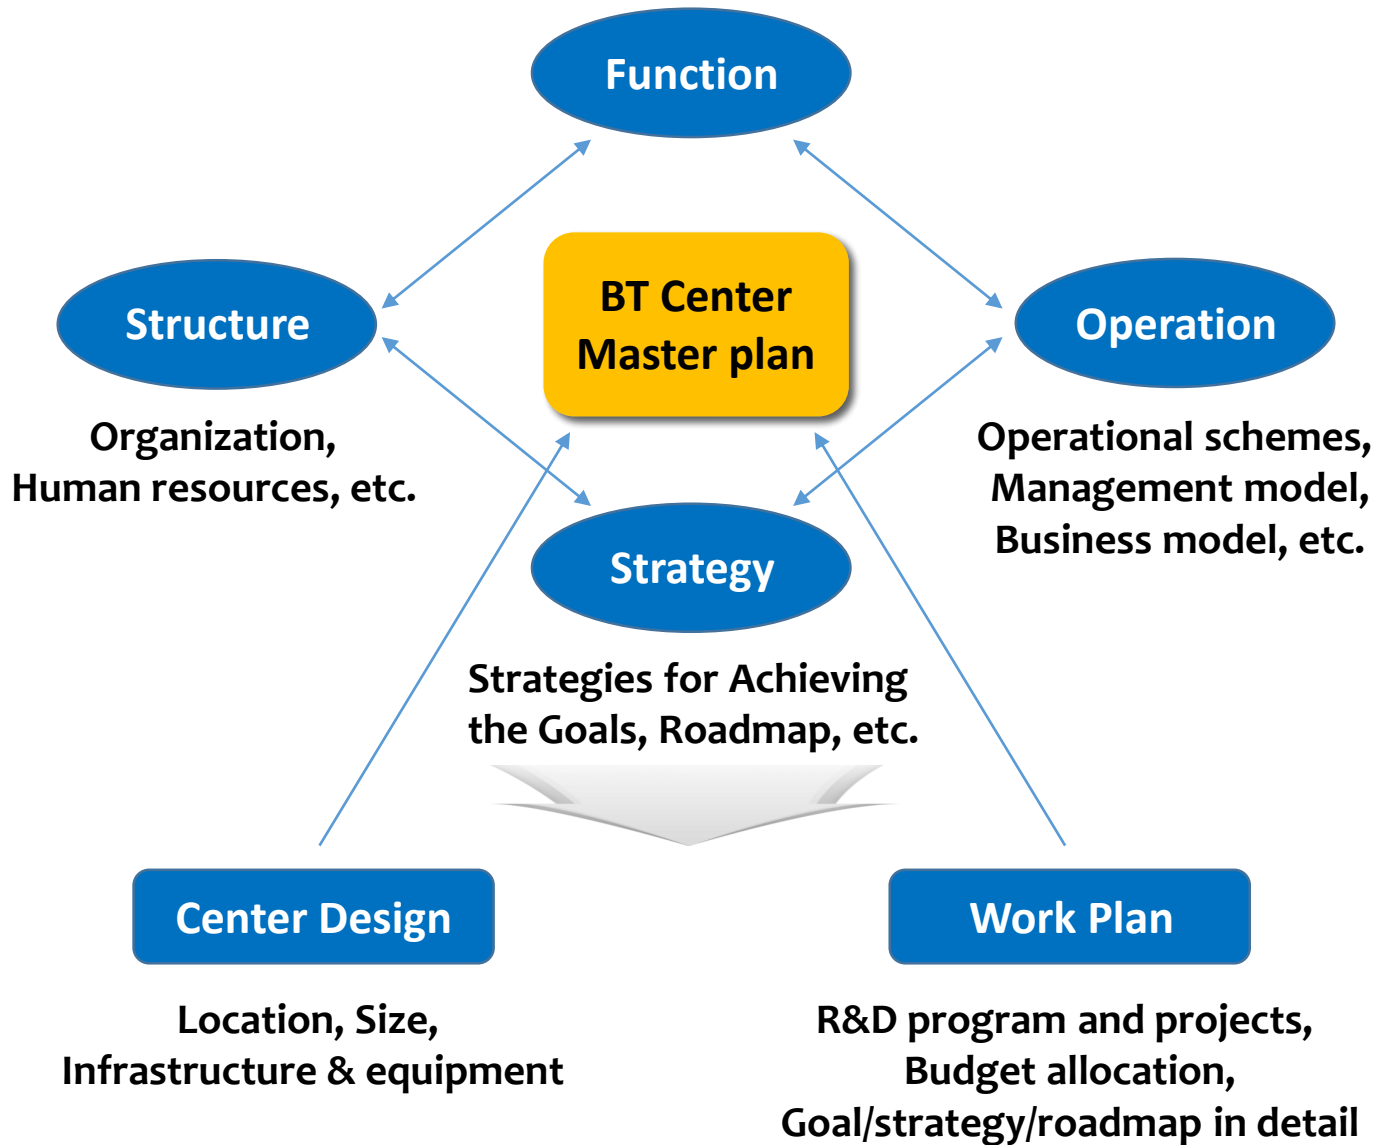 Function
BT Center
Master plan
Structure
Operation
Organization,
Human resources, etc.
Operational schemes,
Management model,
Business model, etc.
Strategy
Strategies for Achieving
the Goals, Roadmap, etc.
Center Design
Work Plan
Location, Size,
Infrastructure & equipment
R&D program and projects,
Budget allocation,
Goal/strategy/roadmap in detail